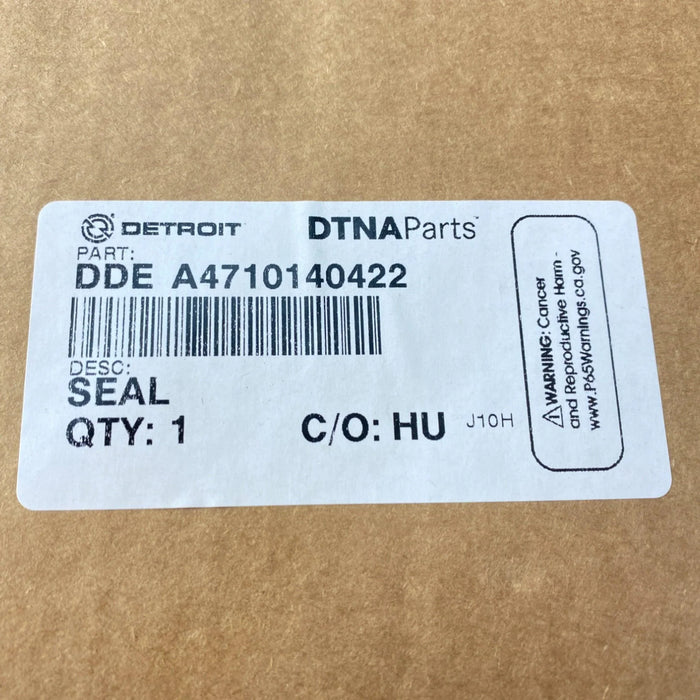 DETROIT DTNAParts™
PART:
DDE A4710140422
DESC:
SEAL
QTY: 1 C/O: HU J10H
⚠WARNING: Cancer
and Reproductive Harm -
www.P65Warnings.ca.gov